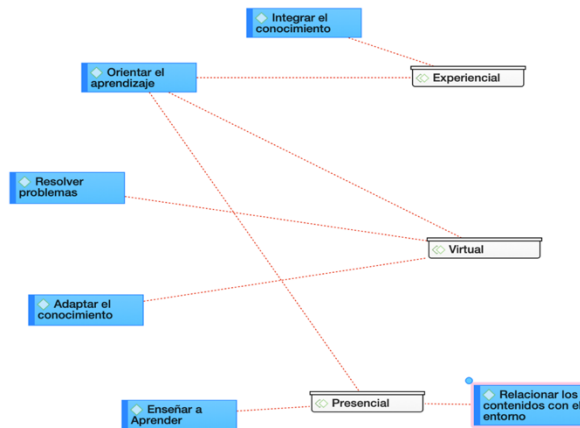 Integrar el
conocimiento
Orientar el
aprendizaje
Experiencial
Resolver
problemas
Virtual
Adaptar el
conocimiento
Enseñar a
Aprender
Presencial
Relacionar los
contenidos con el
entorno